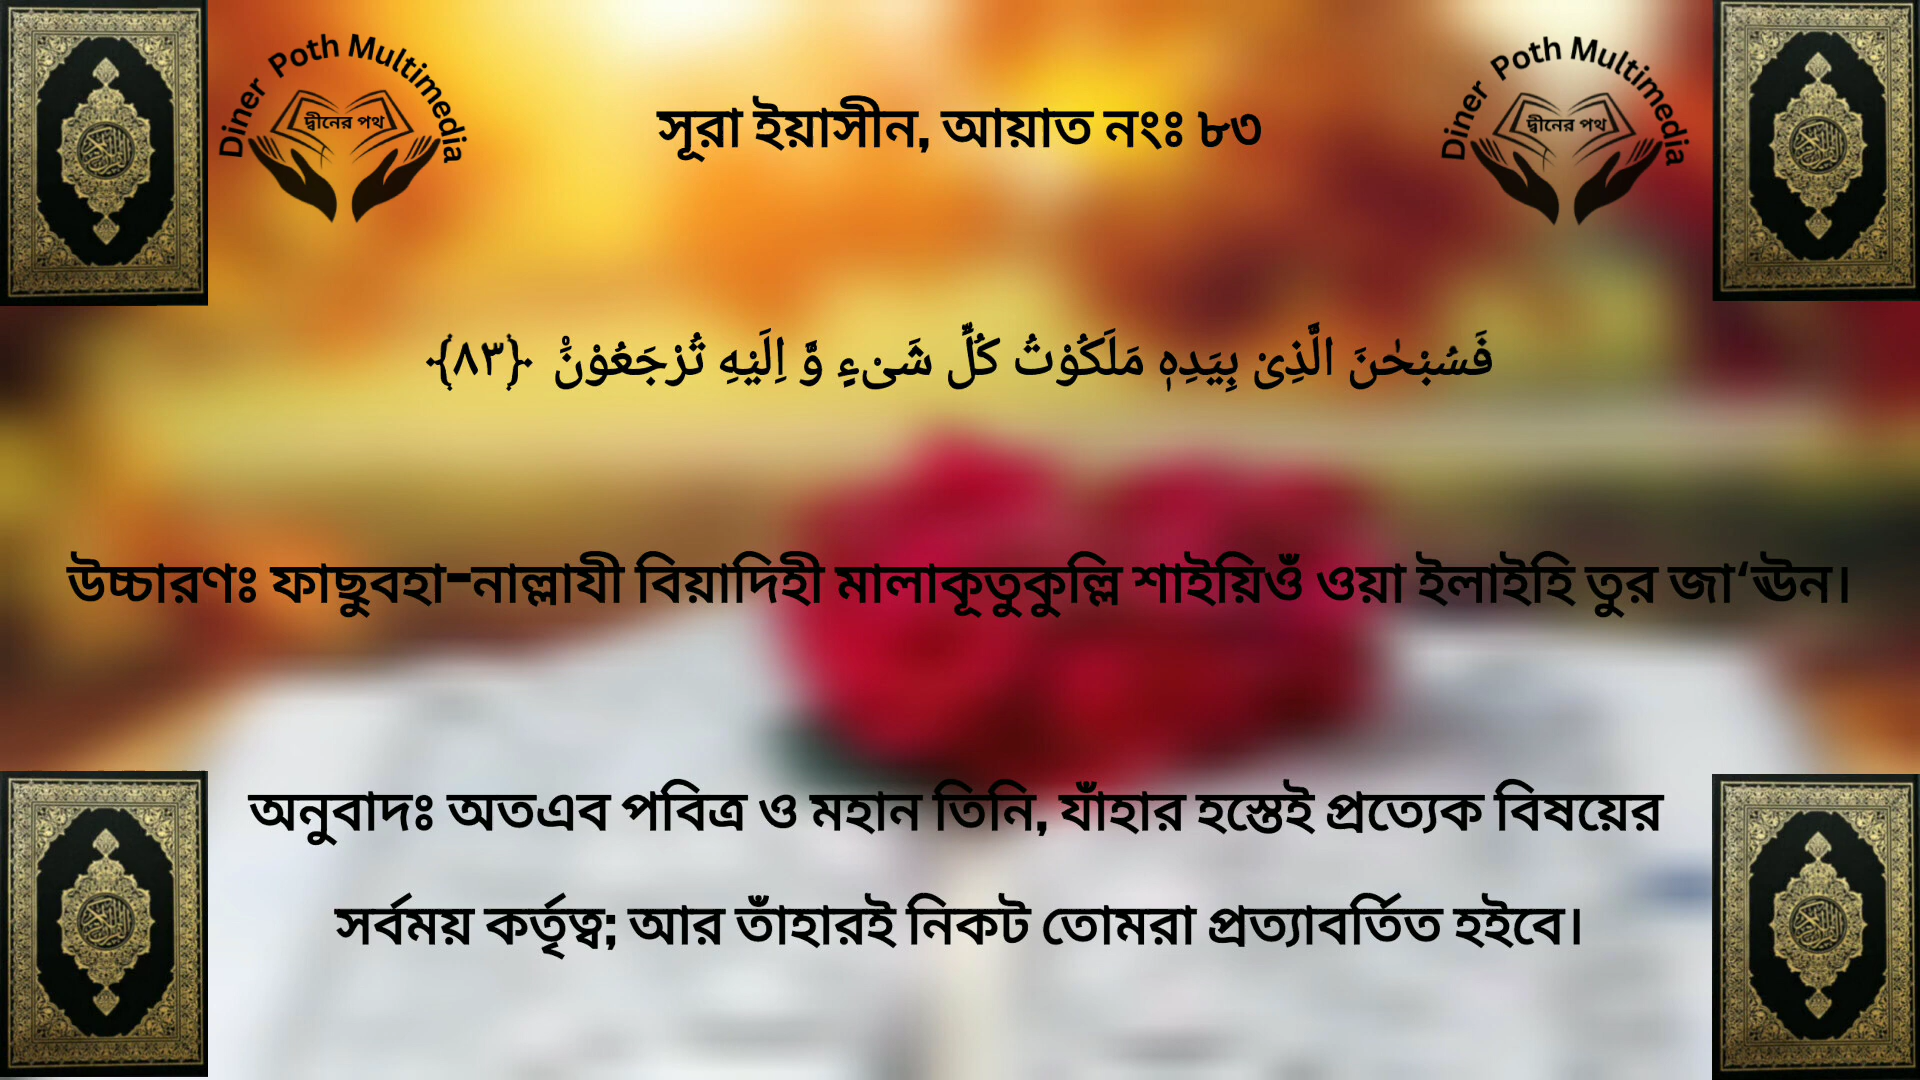 Diner Poth Multimedia
দ্বীনের পথ
Diner Poth Multimedia
দ্বীনের পথ
সূরা ইয়াসীন, আয়াত নংঃ ৮৩
فَسُبْحٰنَ الَّذِیْ بِیَدِهٖ مَلَكُوْتُ كُلِّ شَیْءٍ وَّ اِلَیْهِ تُرْجَعُوْنَ۠ ﴿۸۳﴾
উচ্চারণঃ ফাছুবহা-নাল্লাযী বিয়াদিহী মালাকূতুকুল্লি শাইয়িওঁ ওয়া ইলাইহি তুর জা‘ঊন।
অনুবাদঃ অতএব পবিত্র ও মহান তিনি, যাঁহার হস্তেই প্রত্যেক বিষয়ের
সর্বময় কর্তৃত্ব; আর তাঁহারই নিকট তোমরা প্রত্যাবর্তিত হইবে।